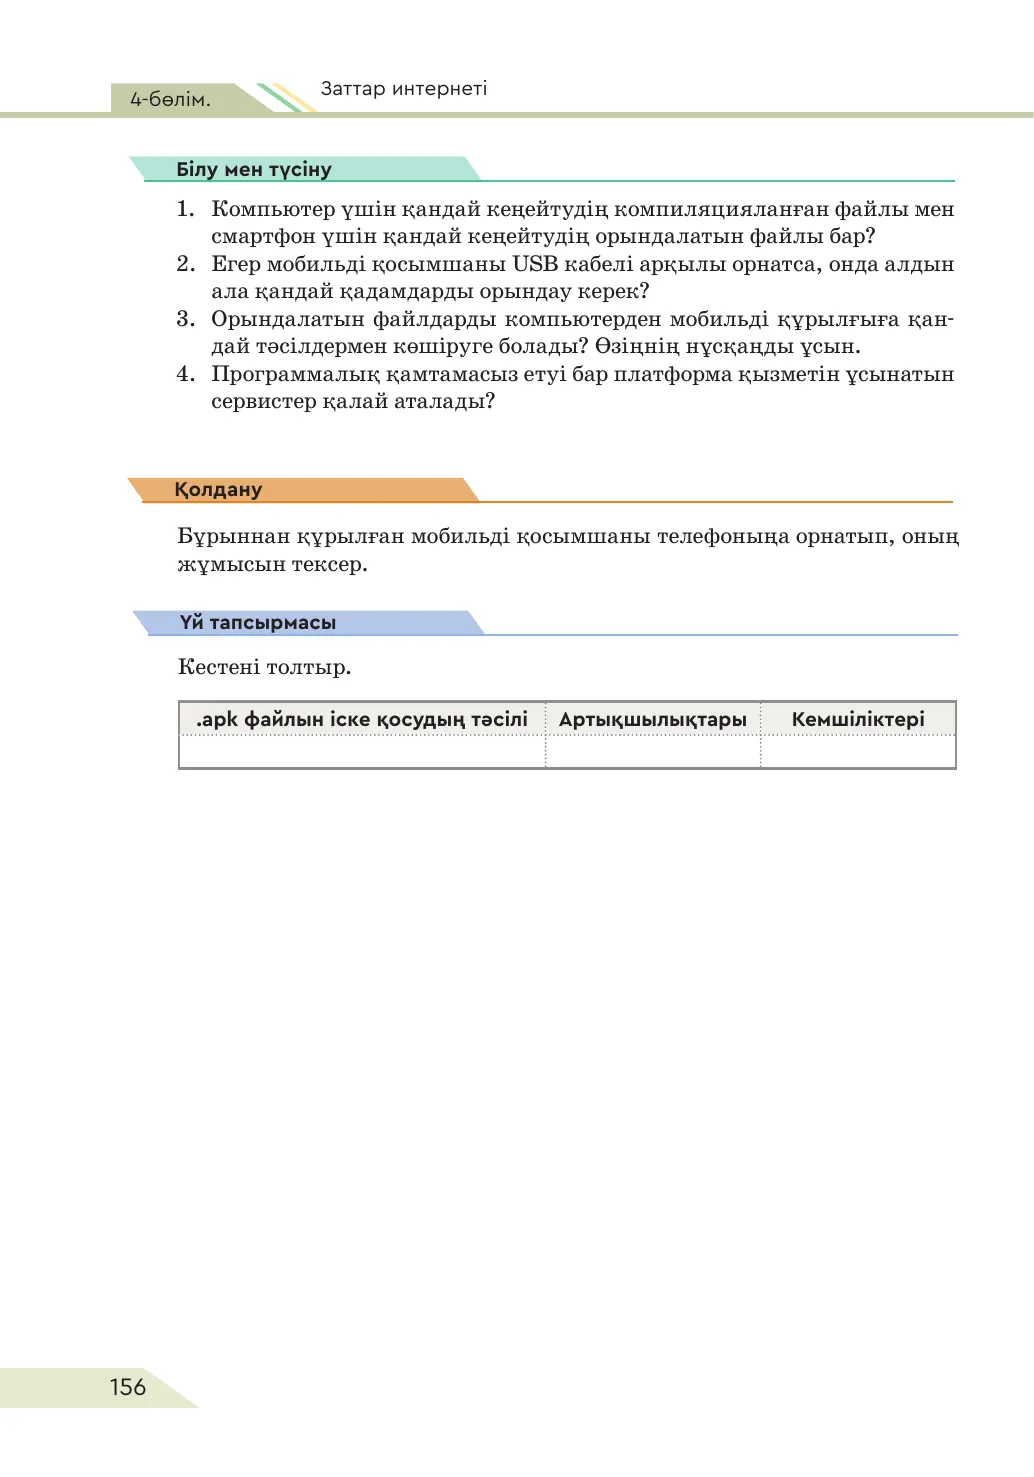 4-бөлім.
Заттар интернеті
Білу мен түсіну
1. Компьютер үшін қандай кеңейтудің компиляцияланған файлы мен
смартфон үшін қандай кеңейтудің орындалатын файлы бар?
2. Егер мобильді қосымшаны USB кабелі арқылы орнатса, онда алдын
ала қандай қадамдарды орындау керек?
3. Орындалатын файлдарды компьютерден мобильді құрылғыға қан-
дай тәсілдермен көшіруге болады? Өзіңнің нұсқаңды ұсын.
4. Программалық қамтамасыз етуі бар платформа қызметін ұсынатын
сервистер қалай аталады?
Қолдану
Бұрыннан құрылған мобильді қосымшаны телефоныңа орнатып, оның
жұмысын тексер.
Үй тапсырмасы
Кестені толтыр.
.apk файлын іске қосудың тәсілі Артықшылықтары Кемшіліктері
156